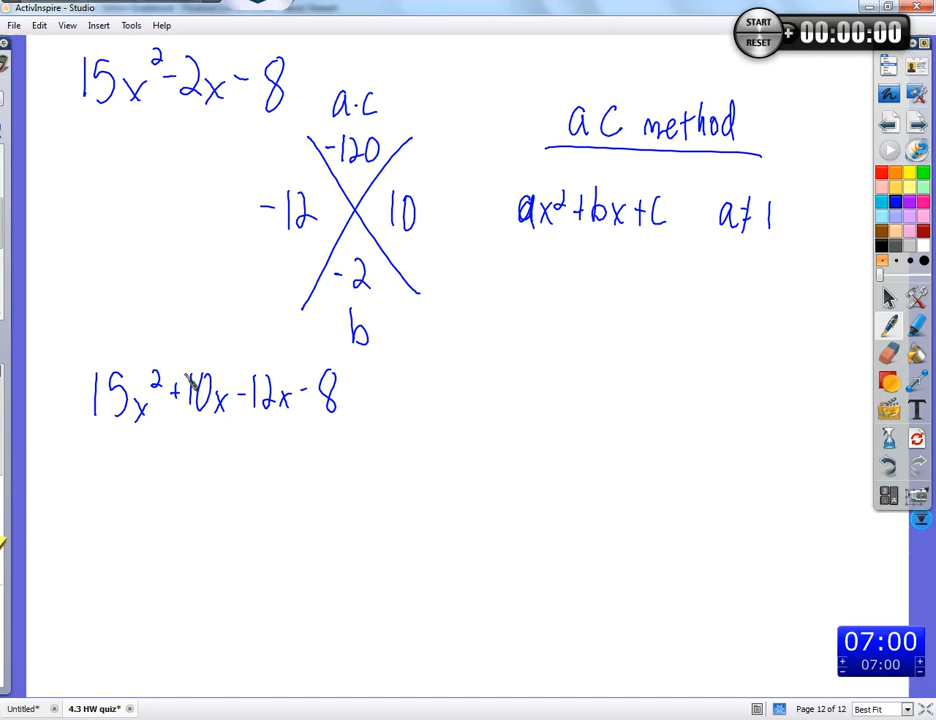 ActivInspire - Studio
File Edit View Insert Tools
START
RESET
+ 00:00:00
15x² - 2x - 8
a·c
-120
-12 10
-2
b
aC method
ax² + bx + C a ≠ 1
15x² + 10x - 12x - 8
07:00
+ 07:00 +
Untitled* 4.3 HW quiz* Page 12 of 12 Best Fit